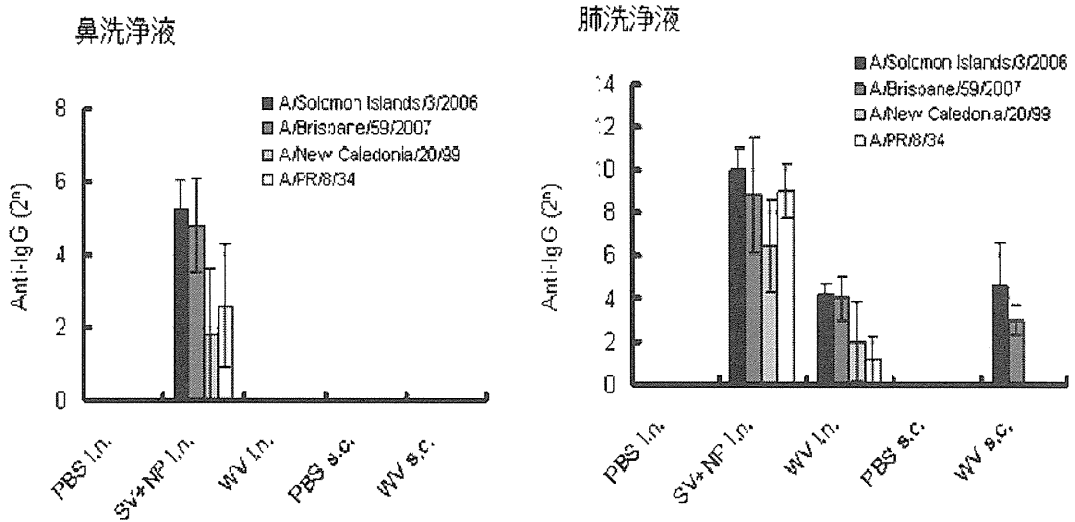 鼻洗浄液
A/Solomon Islands/3/2006
A/Brisbane/59/2007
A/New Caledonia/20/99
A/PR/8/34
Anti-IgG (2ⁿ)
8
6
4
2
0
PBS i.n.
SV+NP i.n.
WV i.n.
PBS s.c.
WV s.c.
肺洗浄液
A/Solomon Islands/3/2006
A/Brisbane/59/2007
A/New Caledonia/20/99
A/PR/8/34
Anti-IgG (2ⁿ)
14
12
10
8
6
4
2
0
PBS i.n.
SV+NP i.n.
WV i.n.
PBS s.c.
WV s.c.